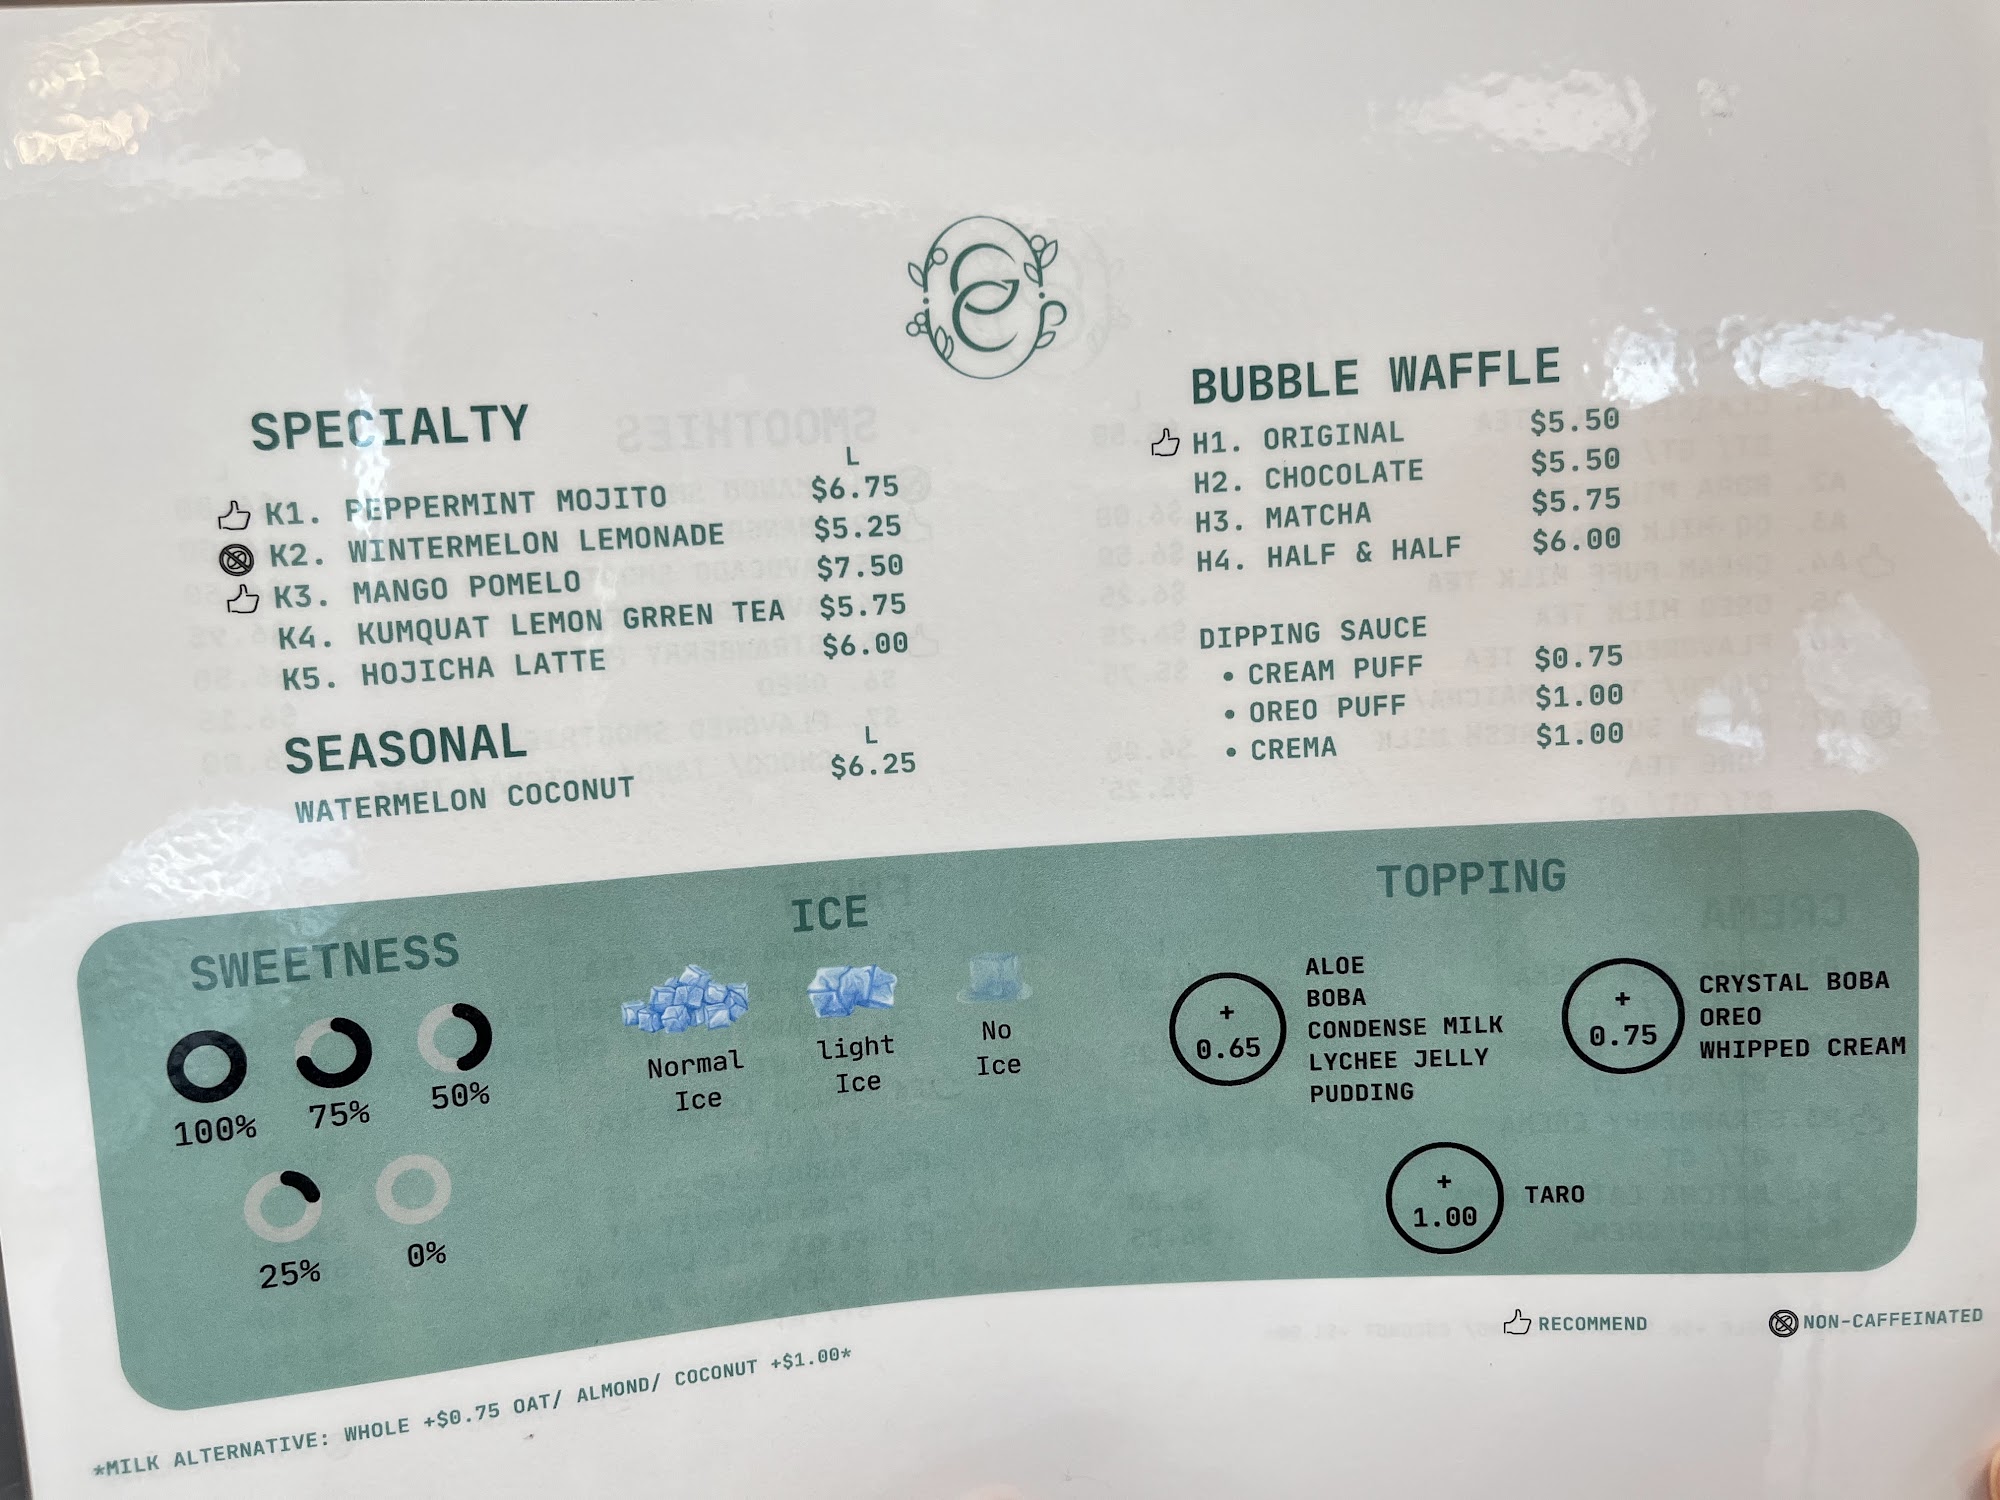 SPECIALTY
L
K1. PEPPERMINT MOJITO $6.75
K2. WINTERMELON LEMONADE $5.25
K3. MANGO POMELO $7.50
K4. KUMQUAT LEMON GRREN TEA $5.75
K5. HOJICHA LATTE $6.00
SEASONAL
L
WATERMELON COCONUT $6.25
BUBBLE WAFFLE
H1. ORIGINAL $5.50
H2. CHOCOLATE $5.50
H3. MATCHA $5.75
H4. HALF & HALF $6.00
DIPPING SAUCE
• CREAM PUFF $0.75
• OREO PUFF $1.00
• CREMA $1.00
SWEETNESS
100% 75% 50%
25% 0%
ICE
Normal
Ice
light
Ice
No
Ice
TOPPING
+
0.65
ALOE
BOBA
CONDENSE MILK
LYCHEE JELLY
PUDDING
+
0.75
CRYSTAL BOBA
OREO
WHIPPED CREAM
+
1.00
TARO
RECOMMEND
NON-CAFFEINATED
*MILK ALTERNATIVE: WHOLE +$0.75 OAT/ ALMOND/ COCONUT +$1.00*